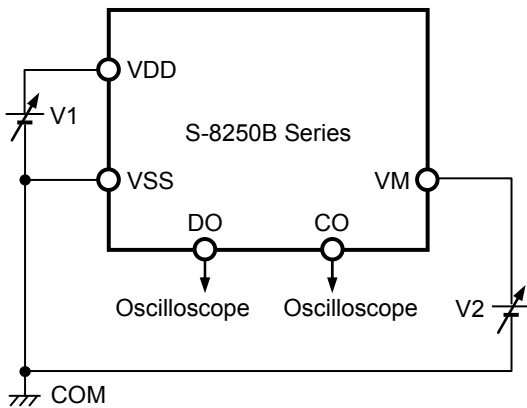 VDD
V1
S-8250B Series
VSS
VM
DO CO
Oscilloscope Oscilloscope
V2
COM